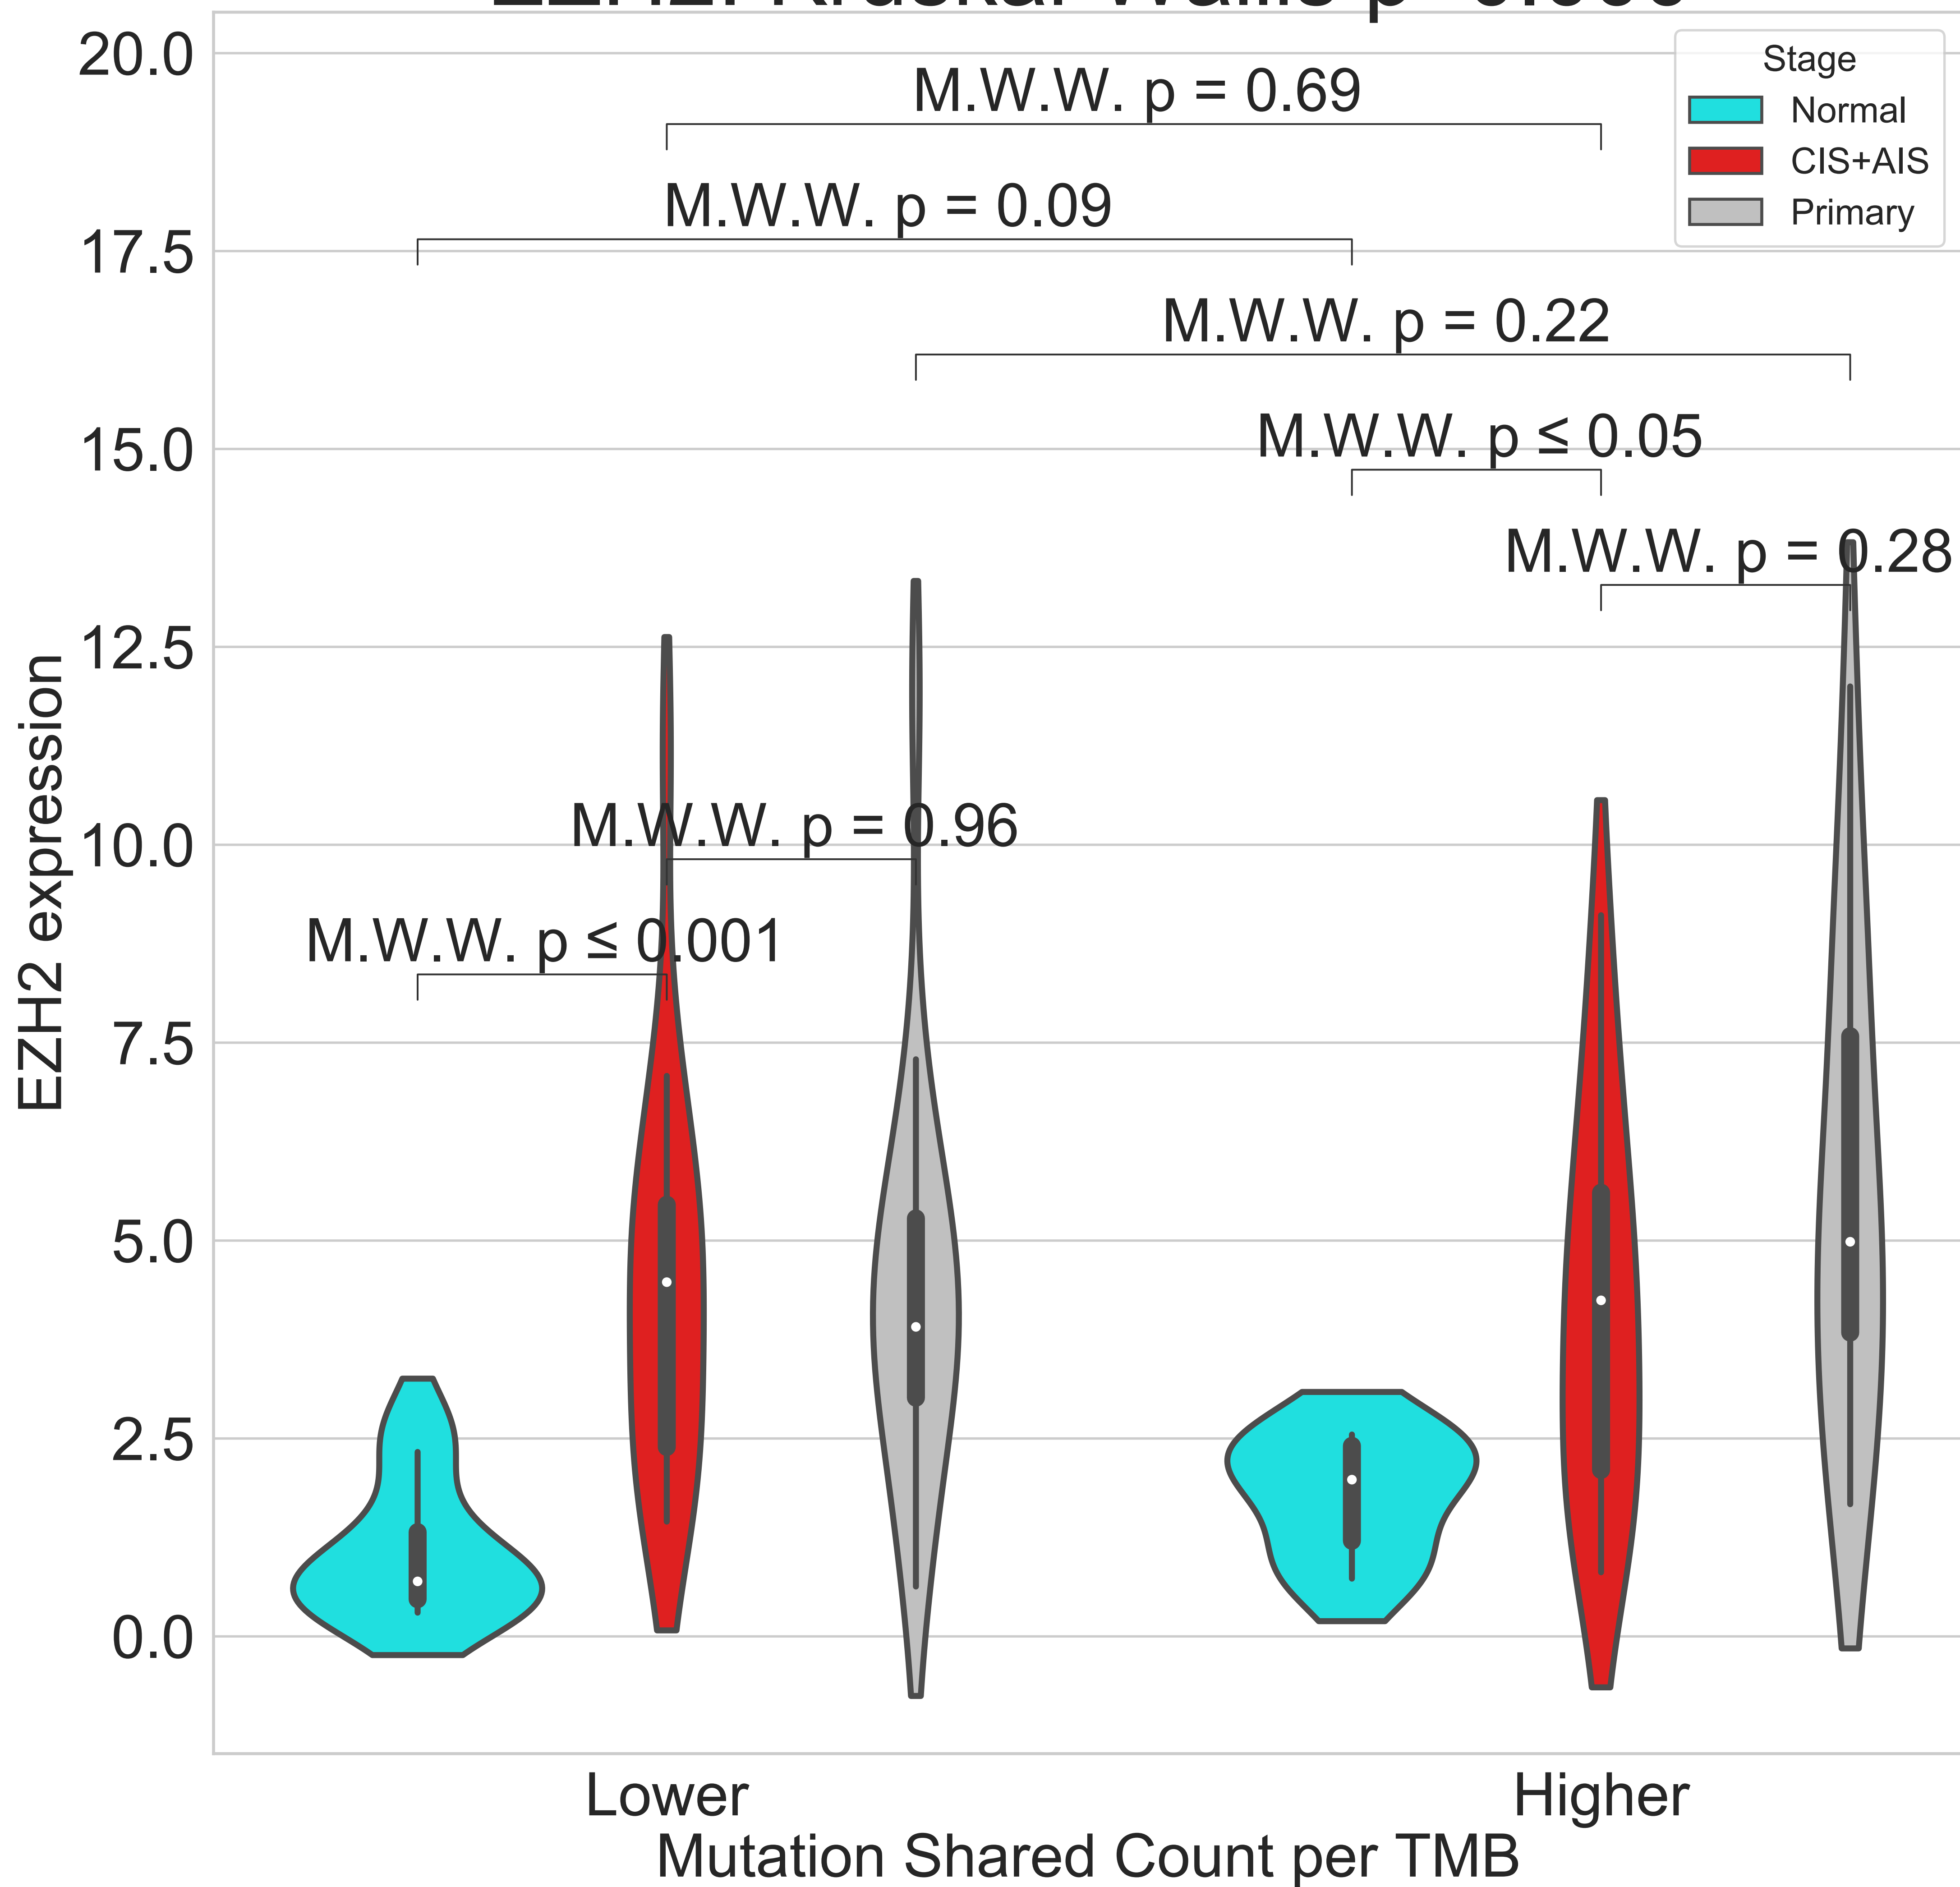 20.0
17.5
15.0
12.5
10.0
7.5
5.0
2.5
0.0
EZH2 expression
M.W.W. p = 0.69
M.W.W. p = 0.09
M.W.W. p = 0.22
M.W.W. p ≤ 0.05
M.W.W. p = 0.28
M.W.W. p = 0.96
M.W.W. p ≤ 0.001
Stage
Normal
CIS+AIS
Primary
Lower
Higher
Mutation Shared Count per TMB